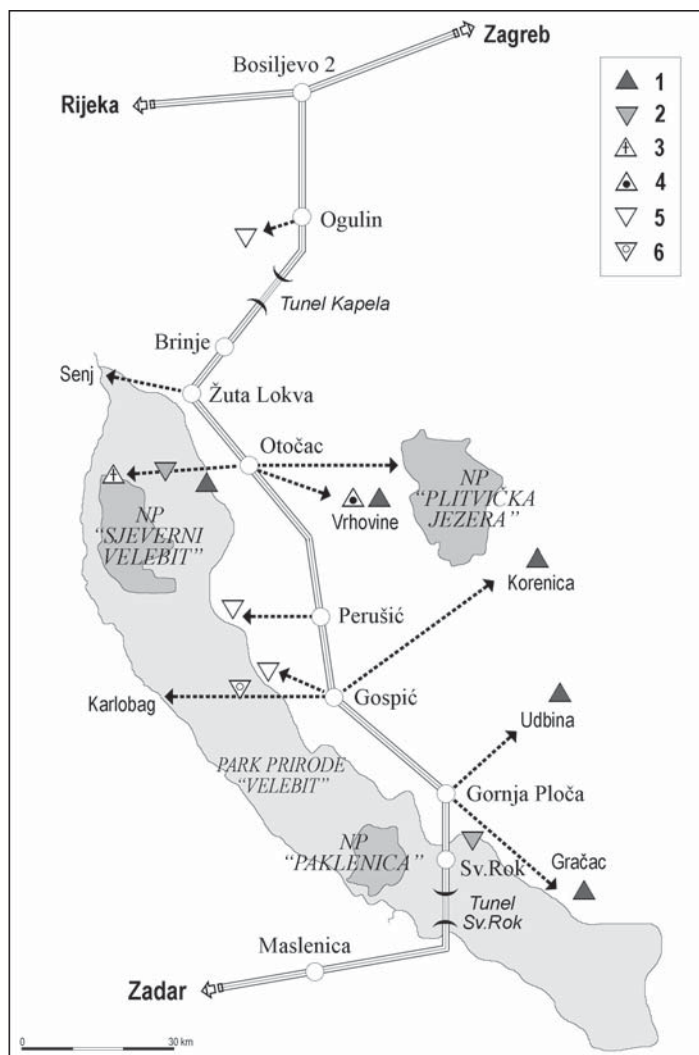 Zagreb
Bosiljevo 2
Rijeka
1
2
3
4
5
6
Ogulin
Tunel Kapela
Brinje
Senj
Žuta Lokva
Otočac
NP
"SJEVERNI
VELEBIT"
Vrhovine
NP
"PLITVIČKA
JEZERA"
Korenica
Perušić
Karlobag
Gospić
Udbina
PARK PRIRODE
"VELEBIT"
Gornja Ploča
NP
"PAKLENICA"
Sv.Rok
Gračac
Tunel
Sv.Rok
Maslenica
Zadar
0
30 km